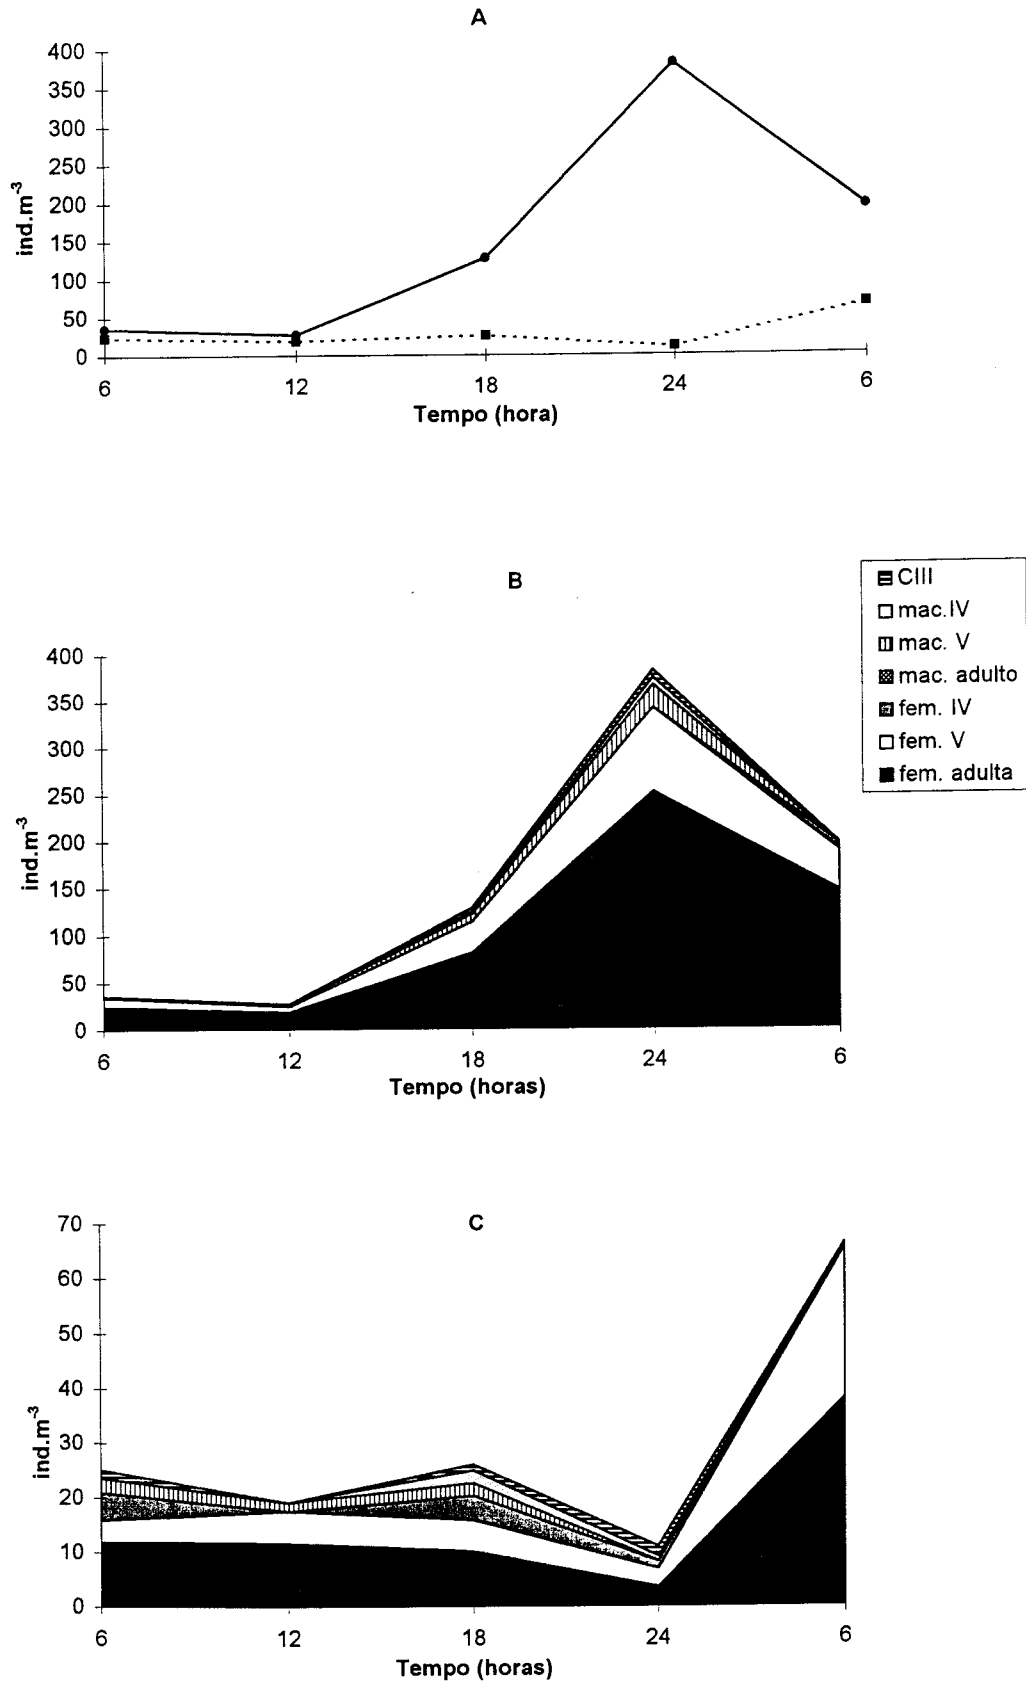 A
400
350
300
250
200
150
100
50
0
ind.m-3
6 12 18 24 6
Tempo (hora)
B
CIII
mac.IV
mac. V
mac. adulto
fem. IV
fem. V
fem. adulta
400
350
300
250
200
150
100
50
0
ind.m-3
6 12 18 24 6
Tempo (horas)
C
70
60
50
40
30
20
10
0
ind.m-3
6 12 18 24 6
Tempo (horas)